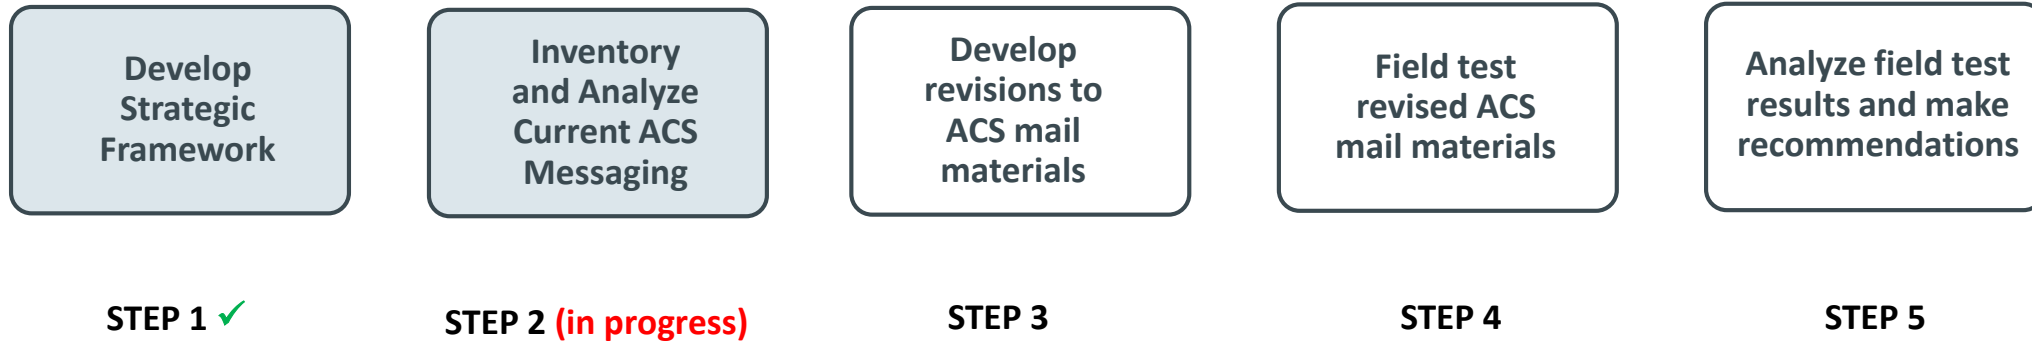 Develop
Strategic
Framework
Inventory
and Analyze
Current ACS
Messaging
Develop
revisions to
ACS mail
materials
Field test
revised ACS
mail materials
Analyze field test
results and make
recommendations
STEP 1 ✓
STEP 2 (in progress)
STEP 3
STEP 4
STEP 5